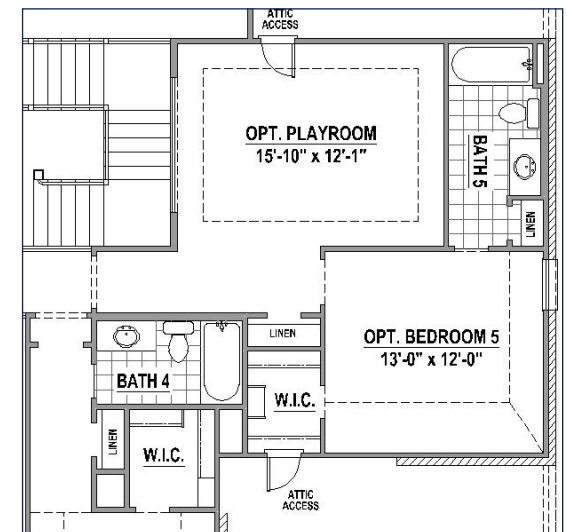 ATTIC
ACCESS
OPT. PLAYROOM
15'-10" x 12'-1"
BATH 5
LINEN
LINEN
OPT. BEDROOM 5
13'-0" x 12'-0"
BATH 4
W.I.C.
LINEN
W.I.C.
ATTIC
ACCESS